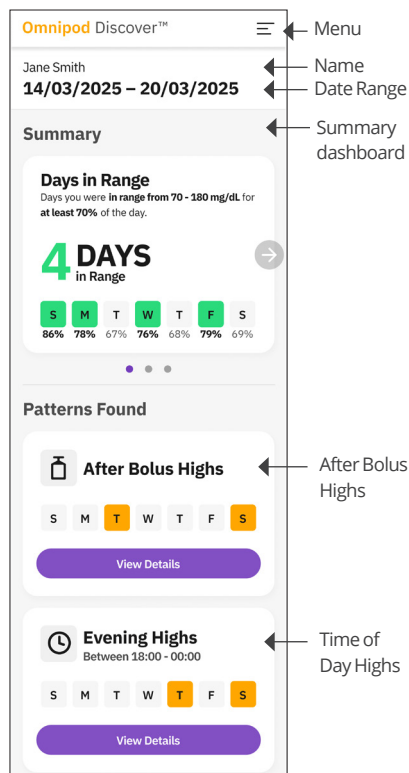 Omnipod Discover™
Menu
Jane Smith
Name
14/03/2025 – 20/03/2025
Date Range
Summary
Summary
dashboard
Days in Range
Days you were in range from 70 - 180 mg/dL for
at least 70% of the day.
4 DAYS
in Range
S M T W T F S
86% 78% 67% 76% 68% 79% 69%
Patterns Found
After Bolus Highs
After Bolus
Highs
S M T W T F S
View Details
Evening Highs
Between 18:00 - 00:00
Time of
Day Highs
S M T W T F S
View Details